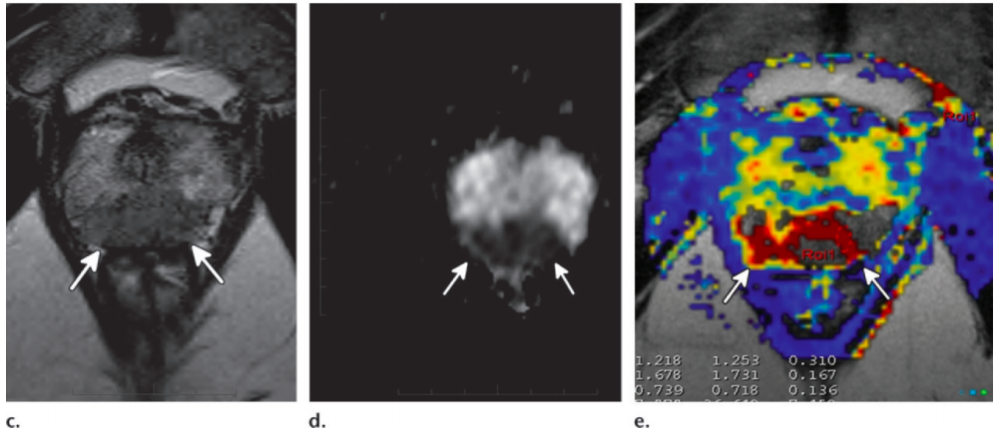 Roi1
Roi1
1.218 1.253 0.310
1.678 1.731 0.167
0.739 0.718 0.136
c. d. e.